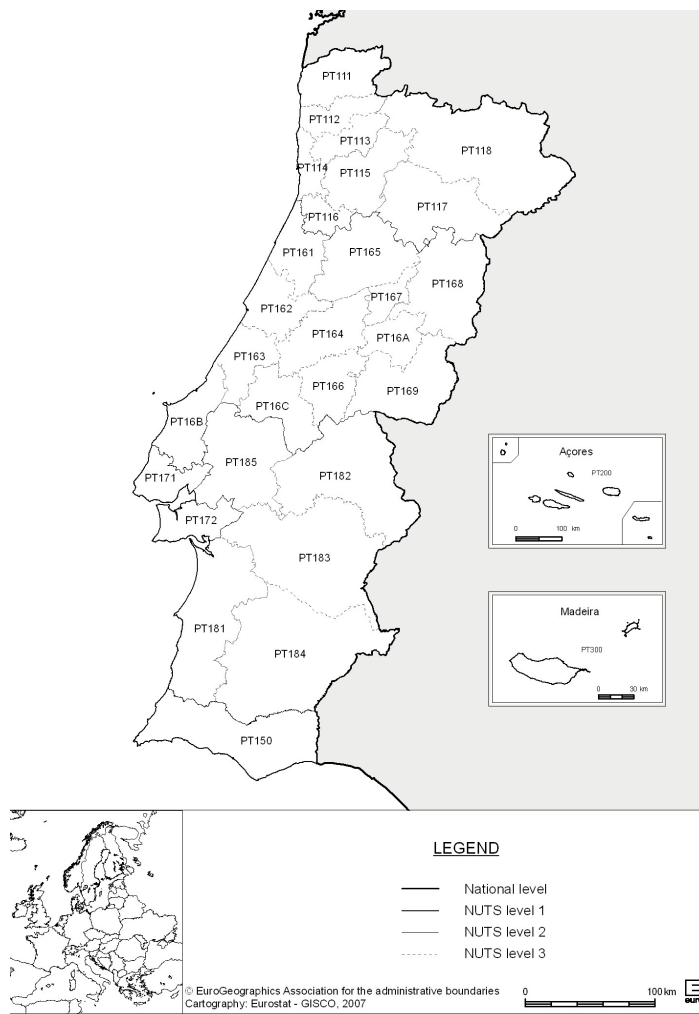 PT111
PT112
PT113
PT118
PT114
PT115
PT117
PT116
PT161
PT165
PT168
PT167
PT162
PT164
PT16A
PT163
PT166
PT169
PT16C
PT16B
PT185
PT171
PT182
PT172
PT183
PT181
PT184
PT150
Açores
PT200
0 100 km
Madeira
PT300
0 30 km
LEGEND
National level
NUTS level 1
NUTS level 2
NUTS level 3
© EuroGeographics Association for the administrative boundaries
Cartography: Eurostat - GISCO, 2007
0 100 km